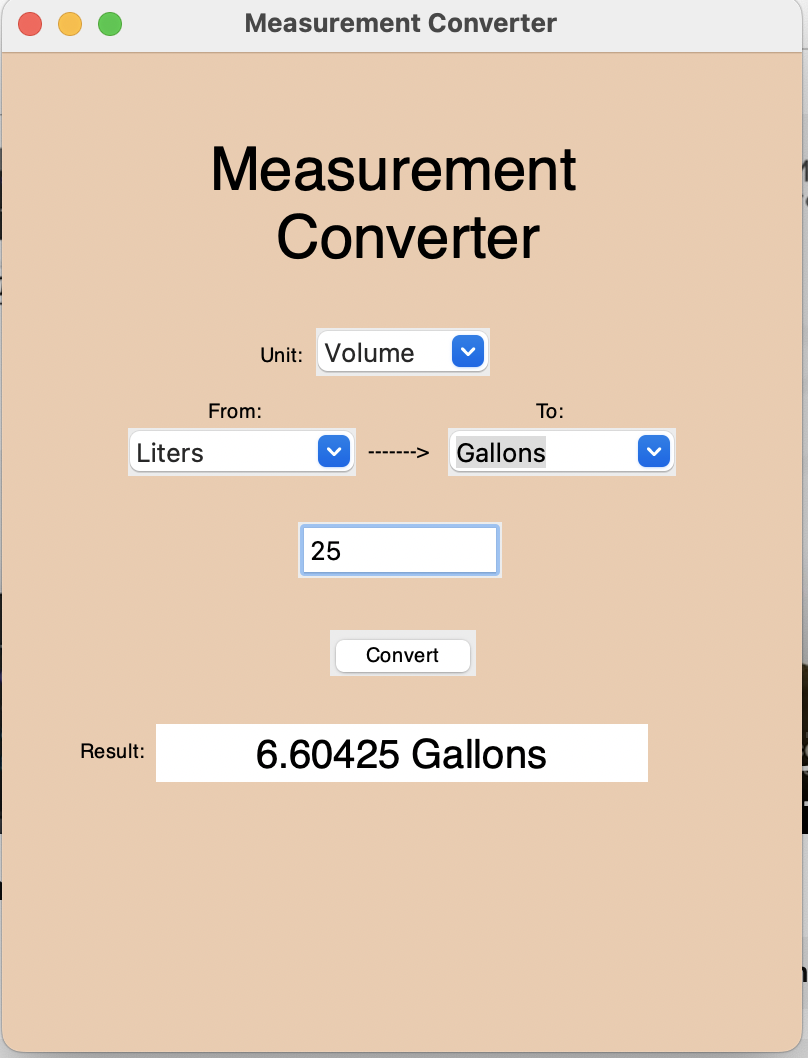 Measurement Converter
Measurement
Converter
Unit: Volume
From: To:
Liters -------> Gallons
25
Convert
Result: 6.60425 Gallons